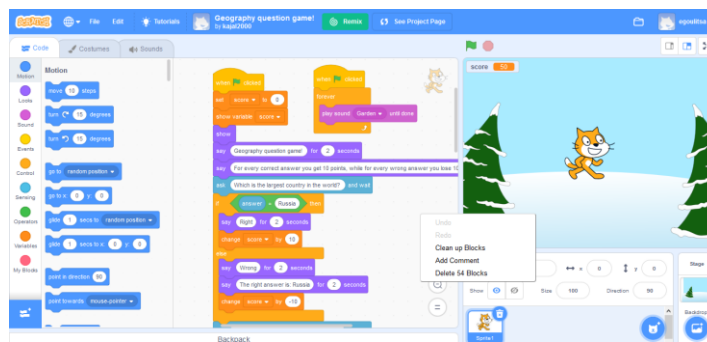 SCRATCH File Edit Tutorials Geography question game! by kajal2008 Remix See Project Page
Code Costumes Sounds
Motion
Looks
Sound
Events
Control
Sensing
Operators
Variables
My Blocks
Motion
move 10 steps
turn 15 degrees
turn 15 degrees
go to random position
go to x: 0 y: 0
glide 1 secs to random position
glide 1 secs to x: 0 y: 0
point in direction 90
point towards mouse-pointer
when clicked
set score to 0
show variable score
show
say Geography question game! for 2 seconds
say For every correct answer you get 10 points, while for every wrong answer you lose 10
ask Which is the largest country in the world? and wait
if answer = Russia then
say Right for 2 seconds
change score by 10
else
say Wrong for 2 seconds
say The right answer is: Russia for 2 seconds
change score by -10
when clicked
forever
play sound Garden until done
Undo
Redo
Clean up Blocks
Add Comment
Delete 54 Blocks
score 50
x 0 y 0
Show Size 100 Direction 90
Sprite1
Stage
Backdrop
Backpack